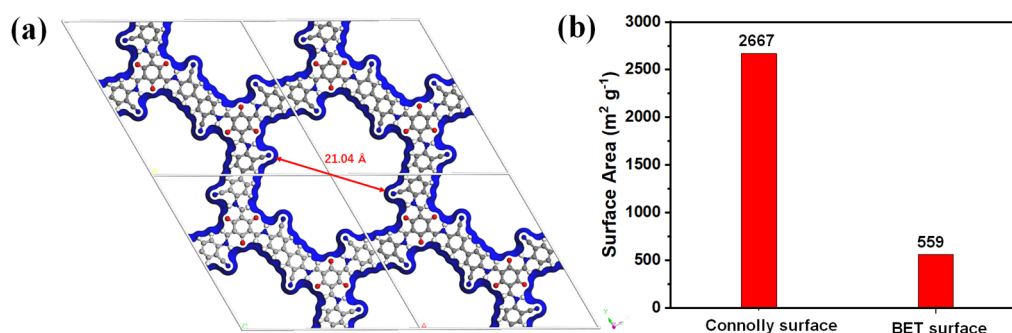 (a)
21.04 Å
C
A
(b)
Surface Area (m² g⁻¹)
3000
2500
2000
1500
1000
500
0
2667
559
Connolly surface
BET surface